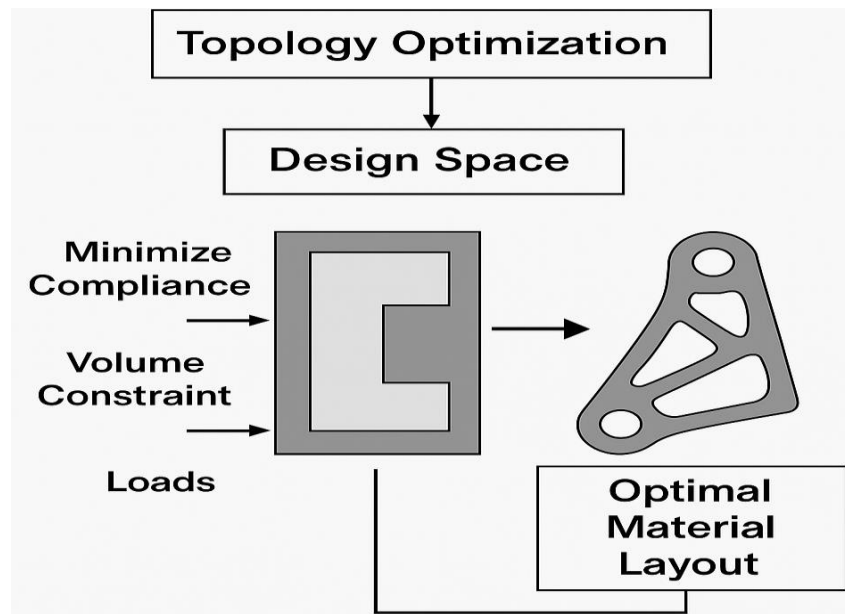 Topology Optimization
Design Space
Minimize
Compliance
Volume
Constraint
Loads
Optimal
Material
Layout